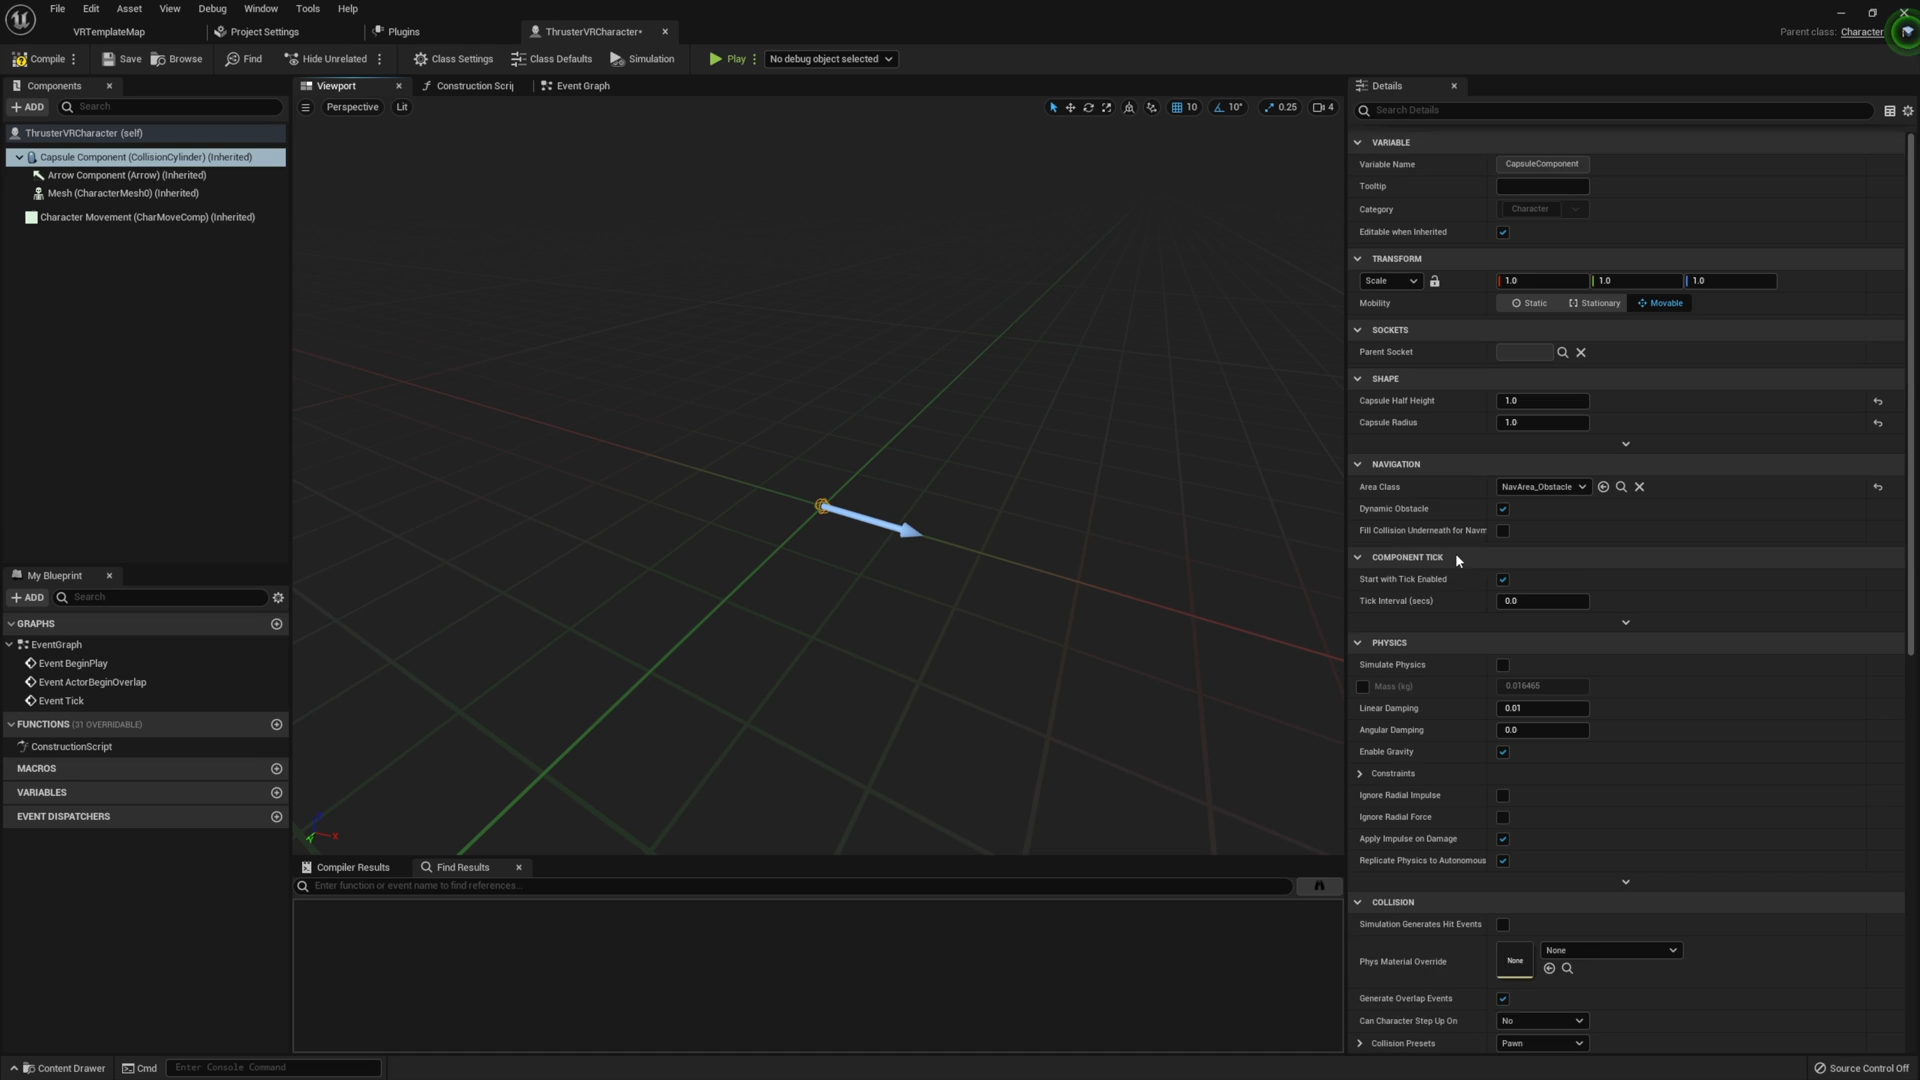 File Edit Asset View Debug Window Tools Help
VRTemplateMap Project Settings Plugins ThrusterVRCharacter* Parent class: Character
Compile Save Browse Find Hide Unrelated Class Settings Class Defaults Simulation Play No debug object selected
Components Viewport Construction Scrip Event Graph Details
ADD Search Perspective Lit 10 10° 0.25 4 Search Details
ThrusterVRCharacter (self)
Capsule Component (CollisionCylinder) (Inherited)
Arrow Component (Arrow) (Inherited)
Mesh (CharacterMesh0) (Inherited)
Character Movement (CharMoveComp) (Inherited)
VARIABLE
Variable Name CapsuleComponent
Tooltip
Category Character
Editable when Inherited
TRANSFORM
Scale 1.0 1.0 1.0
Mobility Static Stationary Movable
SOCKETS
Parent Socket
SHAPE
Capsule Half Height 1.0
Capsule Radius 1.0
NAVIGATION
Area Class NavArea_Obstacle
Dynamic Obstacle
Fill Collision Underneath for Navm
COMPONENT TICK
Start with Tick Enabled
Tick Interval (secs) 0.0
PHYSICS
Simulate Physics
Mass (kg) 0.016465
Linear Damping 0.01
Angular Damping 0.0
Enable Gravity
Constraints
Ignore Radial Impulse
Ignore Radial Force
Apply Impulse on Damage
Replicate Physics to Autonomous
COLLISION
Simulation Generates Hit Events
Phys Material Override None None
Generate Overlap Events
Can Character Step Up On No
Collision Presets Pawn
My Blueprint
ADD Search
GRAPHS
EventGraph
Event BeginPlay
Event ActorBeginOverlap
Event Tick
FUNCTIONS (31 OVERRIDABLE)
ConstructionScript
MACROS
VARIABLES
EVENT DISPATCHERS
X
Compiler Results Find Results
Enter function or event name to find references...
Content Drawer Cmd Enter Console Command Source Control Off